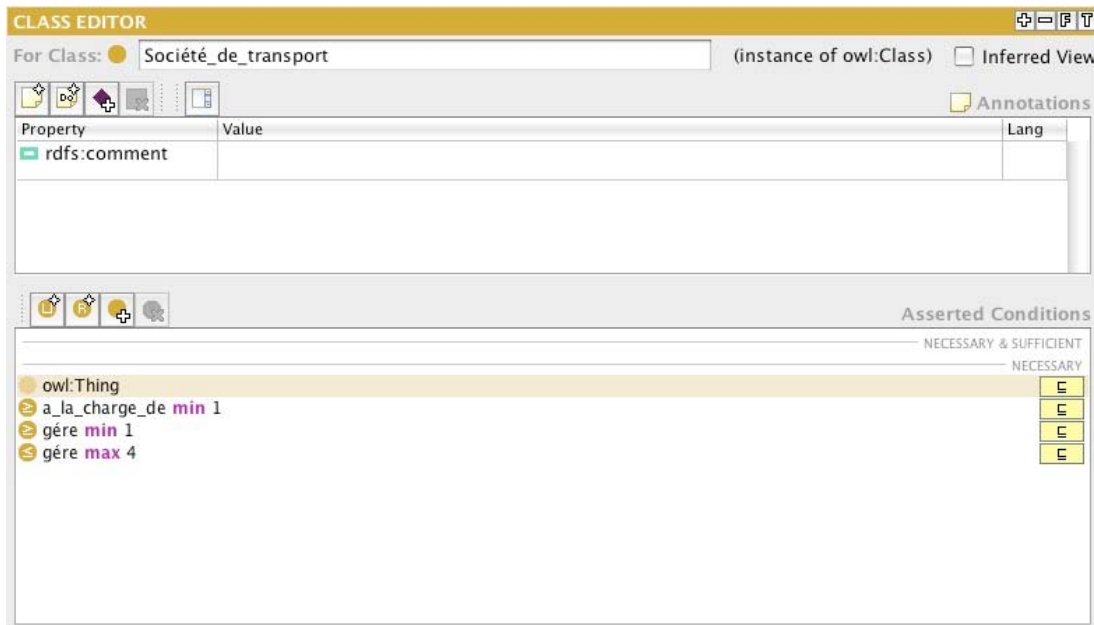 CLASS EDITOR
For Class: Société_de_transport (instance of owl:Class) Inferred View
Annotations
Property Value Lang
rdfs:comment
Asserted Conditions
NECESSARY & SUFFICIENT
NECESSARY
owl:Thing
a_la_charge_de min 1
gére min 1
gére max 4